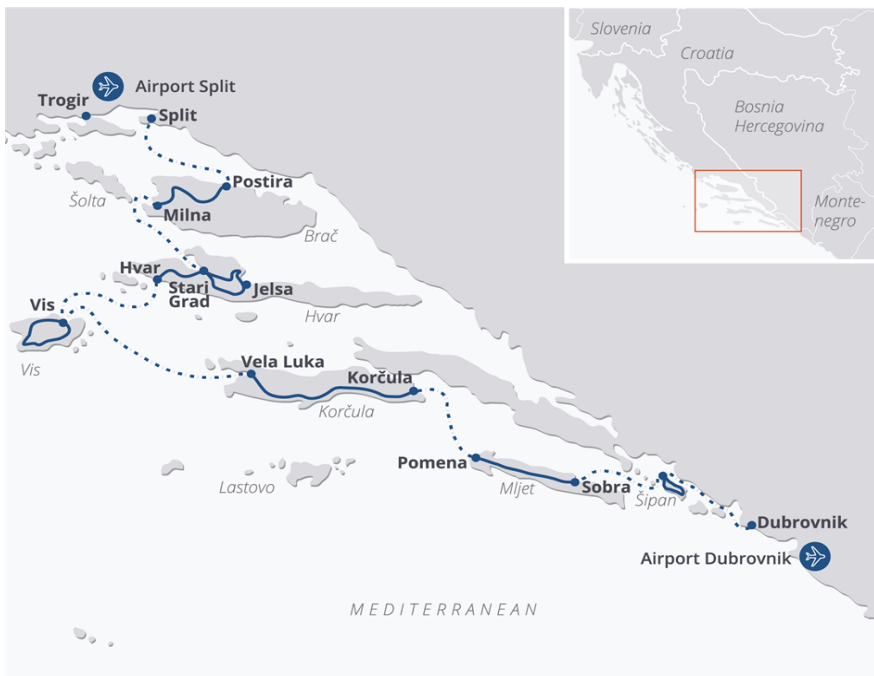 Slovenia
Croatia
Bosnia
Hercegovina
Monte-
negro
Airport Split
Trogir
Split
Postira
Šolta
Milna
Brač
Hvar
Stari
Grad
Jelsa
Hvar
Vis
Vis
Vela Luka
Korčula
Korčula
Pomena
Lastovo
Mljet
Sobra
Šipan
Dubrovnik
Airport Dubrovnik
MEDITERRANEAN